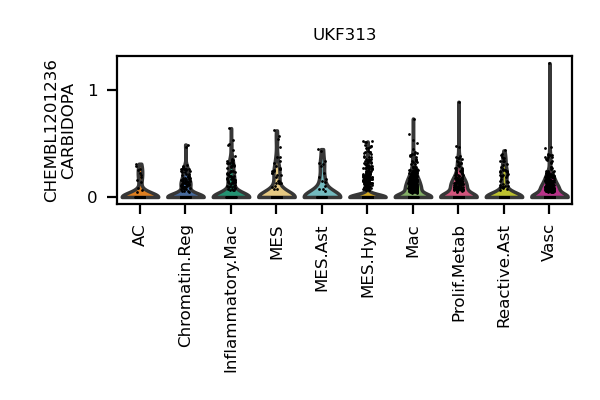 UKF313
CHEMBL1201236
CARBIDOPA
1
0
AC
Chromatin.Reg
Inflammatory.Mac
MES
MES.Ast
MES.Hyp
Mac
Prolif.Metab
Reactive.Ast
Vasc